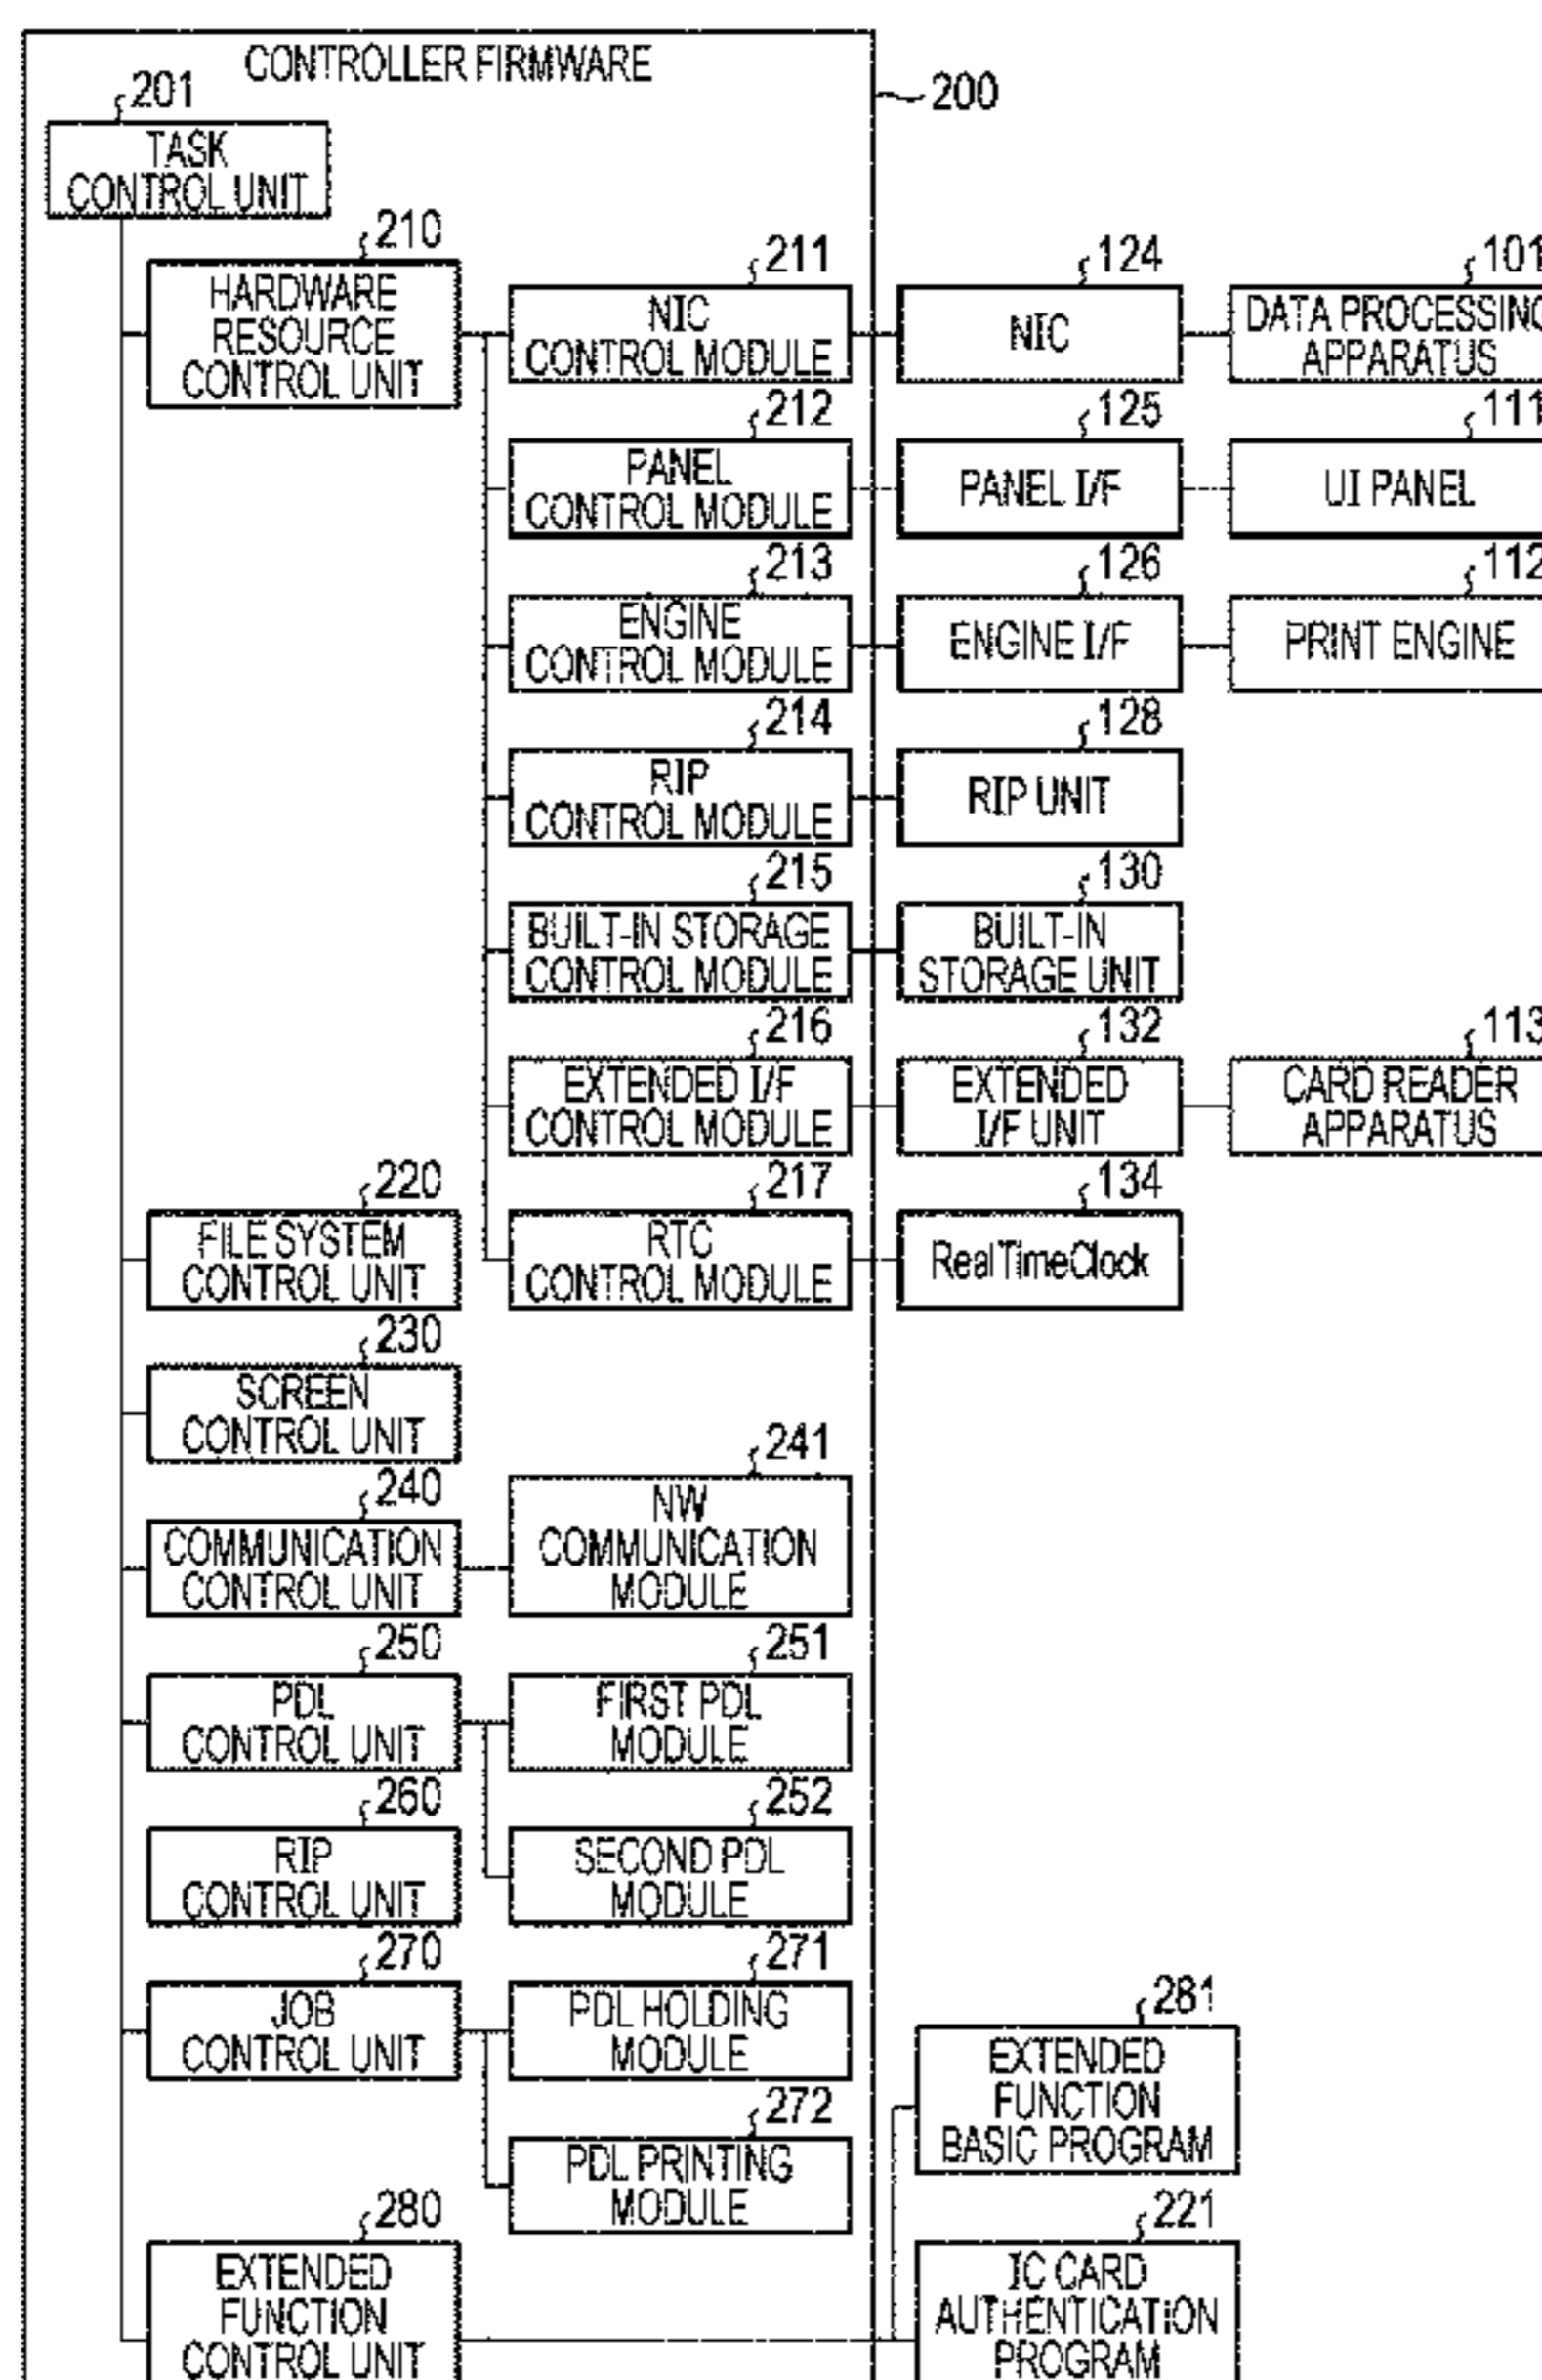 CONTROLLER FIRMWARE
200
201
TASK
CONTROL UNIT
210
HARDWARE
RESOURCE
CONTROL UNIT
211
NIC
CONTROL MODULE
124
NIC
101
DATA PROCESSING
APPARATUS
212
PANEL
CONTROL MODULE
125
PANEL I/F
111
UI PANEL
213
ENGINE
CONTROL MODULE
126
ENGINE I/F
112
PRINT ENGINE
214
RIP
CONTROL MODULE
128
RIP UNIT
215
BUILT-IN STORAGE
CONTROL MODULE
130
BUILT-IN
STORAGE UNIT
216
EXTENDED I/F
CONTROL MODULE
132
EXTENDED
I/F UNIT
113
CARD READER
APPARATUS
220
FILE SYSTEM
CONTROL UNIT
217
RTC
CONTROL MODULE
134
RealTimeClock
230
SCREEN
CONTROL UNIT
240
COMMUNICATION
CONTROL UNIT
241
NW
COMMUNICATION
MODULE
250
PDL
CONTROL UNIT
251
FIRST PDL
MODULE
260
RIP
CONTROL UNIT
252
SECOND PDL
MODULE
270
JOB
CONTROL UNIT
271
PDL HOLDING
MODULE
281
EXTENDED
FUNCTION
BASIC PROGRAM
272
PDL PRINTING
MODULE
280
EXTENDED
FUNCTION
CONTROL UNIT
221
IC CARD
AUTHENTICATION
PROGRAM